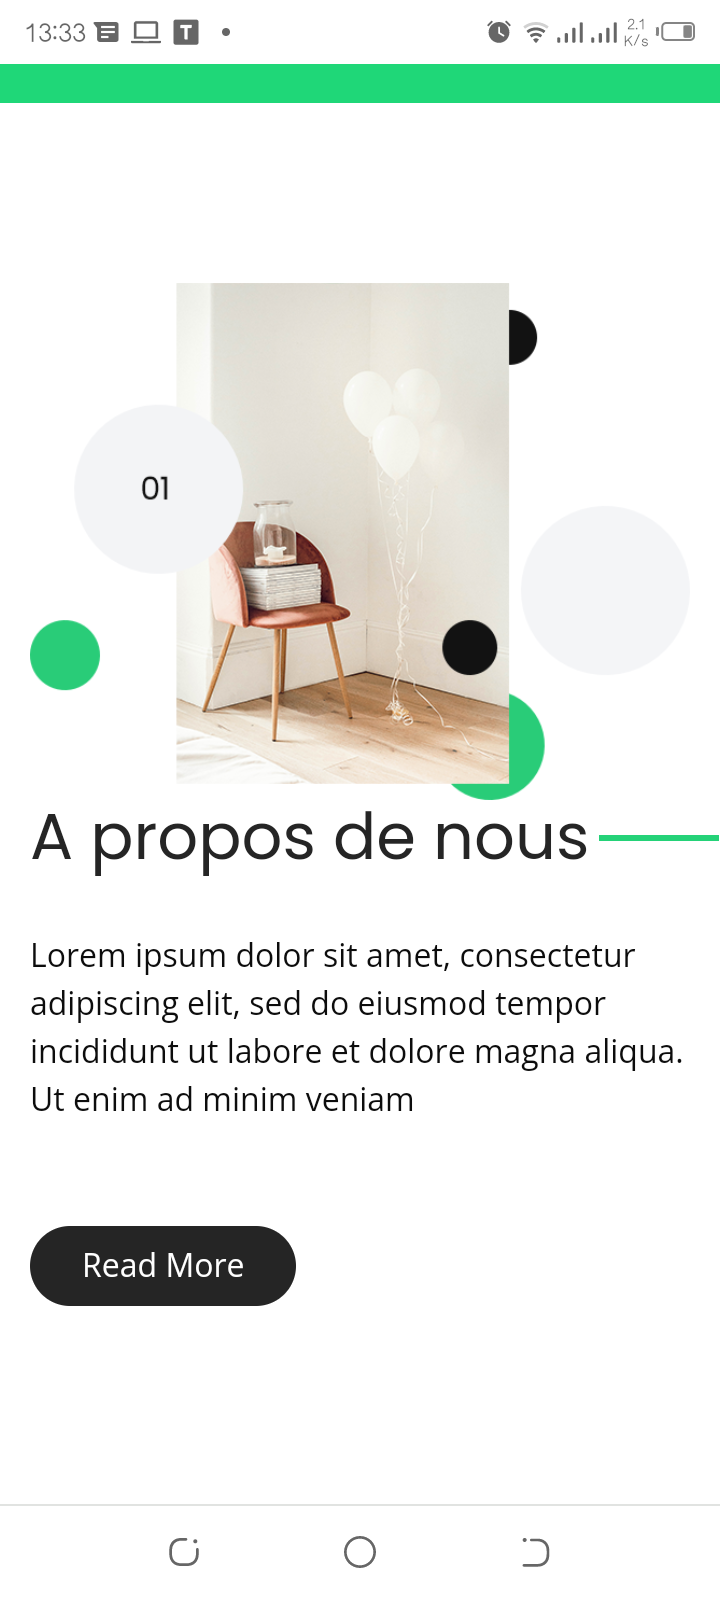 13:33
T
2.1
K/s
01
A propos de nous
Lorem ipsum dolor sit amet, consectetur
adipiscing elit, sed do eiusmod tempor
incididunt ut labore et dolore magna aliqua.
Ut enim ad minim veniam
Read More